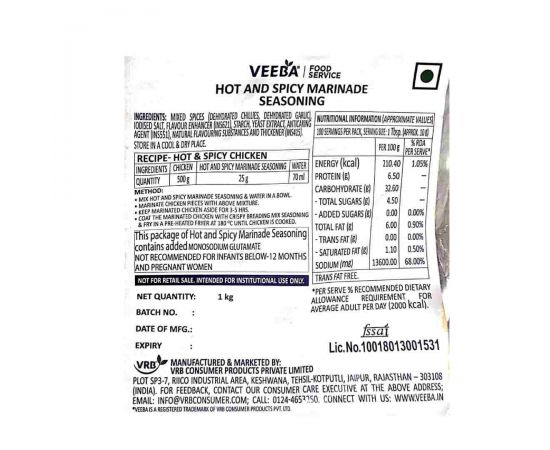 VEEBA® | FOOD SERVICE
HOT AND SPICY MARINADE
SEASONING
INGREDIENTS: MIXED SPICES (DEHYDRATED CHILLIES, DEHYDRATED GARLIC),
IODISED SALT, FLAVOUR ENHANCER (INS621), STARCH, YEAST EXTRACT, ANTICAKING
AGENT (INS551), NATURAL FLAVOURING SUBSTANCES AND THICKENER (INS415).
STORE IN A COOL & DRY PLACE.
RECIPE- HOT & SPICY CHICKEN
INGREDIENTS CHICKEN HOT AND SPICY MARINADE SEASONING WATER
QUANTITY 500 g 25 g 70 ml
METHOD:
• MIX HOT AND SPICY MARINADE SEASONING & WATER IN A BOWL.
• MARINATE CHICKEN PIECES WITH ABOVE MIXTURE.
• KEEP MARINATED CHICKEN ASIDE FOR 3-5 HRS.
• COAT THE MARINATED CHICKEN WITH CRISPY BREADING MIX SEASONING
& FRY IN A PRE-HEATED FRYER AT 180 °C UNTIL CHICKEN IS COOKED.
This package of Hot and Spicy Marinade Seasoning
contains added MONOSODIUM GLUTAMATE
NOT RECOMMENDED FOR INFANTS BELOW-12 MONTHS
AND PREGNANT WOMEN
NOT FOR RETAIL SALE. INTENDED FOR INSTITUTIONAL USE ONLY.
NET QUANTITY: 1 kg
BATCH NO. :
DATE OF MFG.:
EXPIRY :
NUTRITIONAL INFORMATION (APPROXIMATE VALUES)
100 SERVINGS PER PACK, SERVING SIZE: 1 Tbsp. (APPROX. 10 g)
PER 100 g % RDA PER SERVE*
ENERGY (kcal) 210.40 1.05%
PROTEIN (g) 6.50 -
CARBOHYDRATE (g) 32.60
- TOTAL SUGARS (g) 4.50 -
- ADDED SUGARS (g) 0.00 0.00%
TOTAL FAT (g) 6.00 0.90%
- TRANS FAT (g) 0.00 0.00%
- SATURATED FAT (g) 1.10 0.50%
SODIUM (mg) 13600.00 68.00%
TRANS FAT FREE.
*PER SERVE % RECOMMENDED DIETARY
ALLOWANCE REQUIREMENT FOR
AVERAGE ADULT PER DAY (2000 kcal).
fssai
Lic.No.10018013001531
VRB MANUFACTURED & MARKETED BY:
VRB CONSUMER PRODUCTS PRIVATE LIMITED
PLOT SP3-7, RIICO INDUSTRIAL AREA, KESHWANA, TEHSIL-KOTPUTLI, JAIPUR, RAJASTHAN – 303108
(INDIA). FOR FEEDBACK, CONTACT OUR CONSUMER CARE EXECUTIVE AT THE ABOVE ADDRESS;
EMAIL: INFO@VRBCONSUMER.COM; CALL: CONNECT WITH US: WWW.VEEBA.IN
*VEEBA IS A REGISTERED TRADEMARK OF VRB CONSUMER PRODUCTS PVT. LTD.